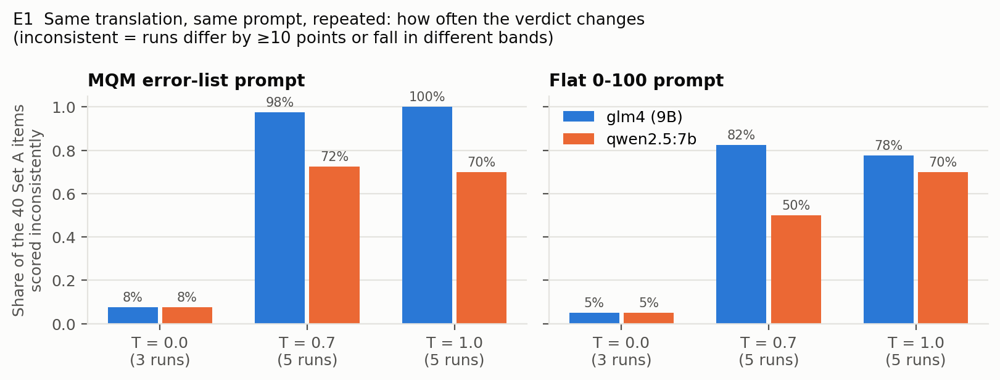 E1  Same translation, same prompt, repeated: how often the verdict changes
(inconsistent = runs differ by ≥10 points or fall in different bands)
MQM error-list prompt
Share of the 40 Set A items
scored inconsistently
1.0
0.8
0.6
0.4
0.2
0.0
8%
8%
98%
72%
100%
70%
T = 0.0
(3 runs)
T = 0.7
(5 runs)
T = 1.0
(5 runs)
Flat 0-100 prompt
glm4 (9B)
qwen2.5:7b
5%
5%
82%
50%
78%
70%
T = 0.0
(3 runs)
T = 0.7
(5 runs)
T = 1.0
(5 runs)